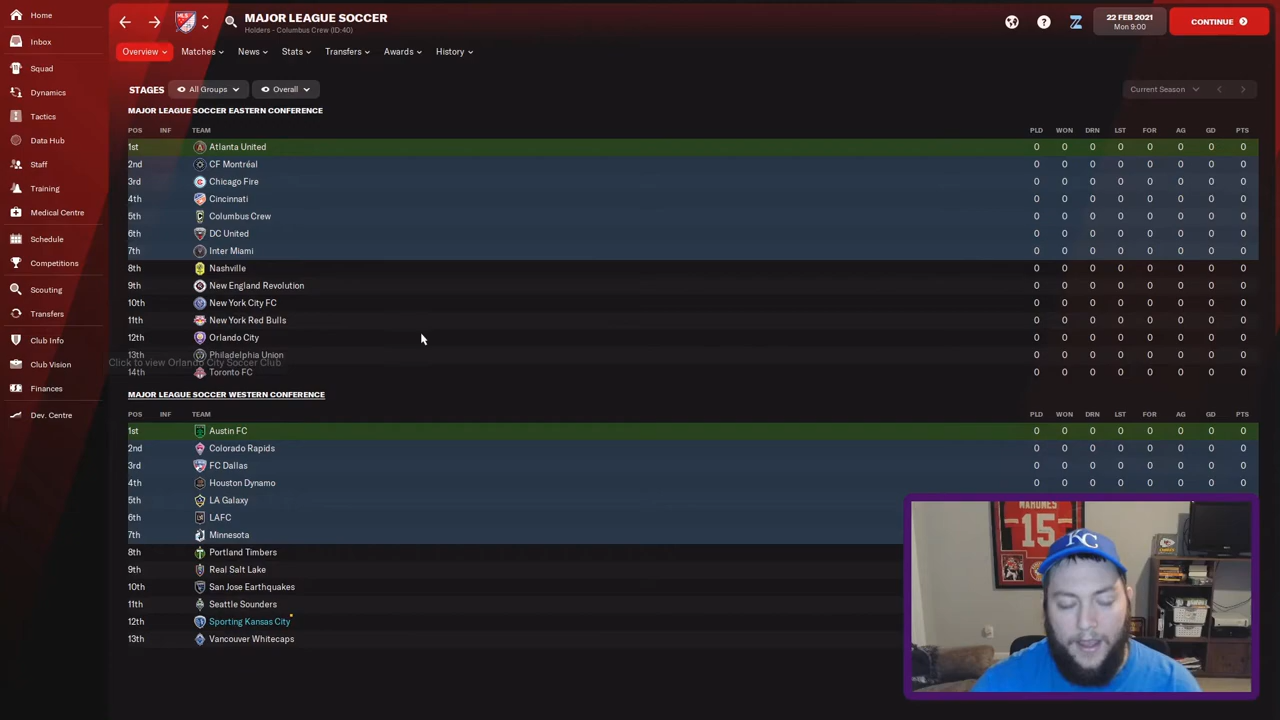 Home
MAJOR LEAGUE SOCCER
Holders - Columbus Crew (ID:40)
22 FEB 2021
Mon 9:00
CONTINUE
Inbox
Overview Matches News Stats Transfers Awards History
Squad
Dynamics
Tactics
Data Hub
Staff
Training
Medical Centre
Schedule
Competitions
Scouting
Transfers
Club Info
Club Vision
Finances
Dev. Centre
STAGES All Groups Overall Current Season
MAJOR LEAGUE SOCCER EASTERN CONFERENCE
POS INF TEAM PLD WON DRN LST FOR AG GD PTS
1st Atlanta United 0 0 0 0 0 0 0 0
2nd CF Montréal 0 0 0 0 0 0 0 0
3rd Chicago Fire 0 0 0 0 0 0 0 0
4th Cincinnati 0 0 0 0 0 0 0 0
5th Columbus Crew 0 0 0 0 0 0 0 0
6th DC United 0 0 0 0 0 0 0 0
7th Inter Miami 0 0 0 0 0 0 0 0
8th Nashville 0 0 0 0 0 0 0 0
9th New England Revolution 0 0 0 0 0 0 0 0
10th New York City FC 0 0 0 0 0 0 0 0
11th New York Red Bulls 0 0 0 0 0 0 0 0
12th Orlando City 0 0 0 0 0 0 0 0
13th Philadelphia Union 0 0 0 0 0 0 0 0
Click to view Orlando City Soccer Club
14th Toronto FC 0 0 0 0 0 0 0 0
MAJOR LEAGUE SOCCER WESTERN CONFERENCE
POS INF TEAM PLD WON DRN LST FOR AG GD PTS
1st Austin FC 0 0 0 0 0 0 0 0
2nd Colorado Rapids 0 0 0 0 0 0 0 0
3rd FC Dallas 0 0 0 0 0 0 0 0
4th Houston Dynamo 0 0 0 0 0 0 0 0
5th LA Galaxy
6th LAFC
7th Minnesota
8th Portland Timbers
9th Real Salt Lake
10th San Jose Earthquakes
11th Seattle Sounders
12th Sporting Kansas City
13th Vancouver Whitecaps
MAHOMES
15
KC